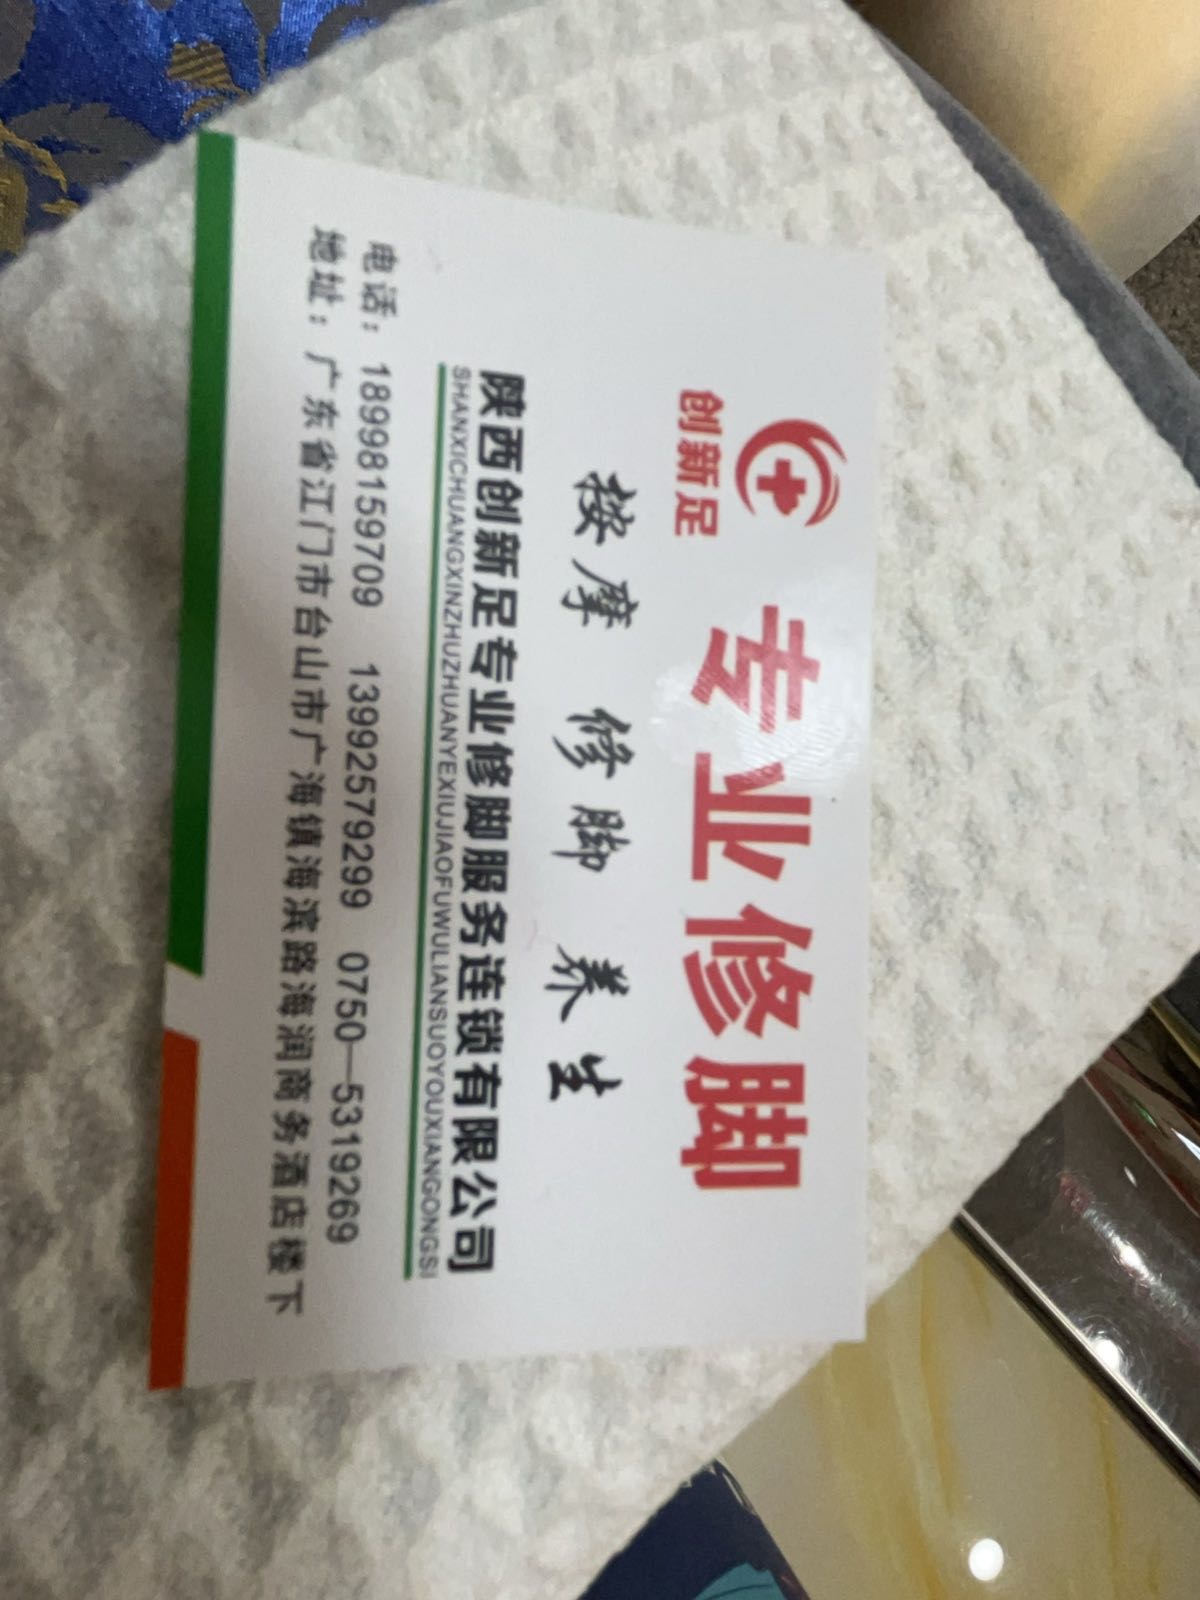 创新足
专业修脚
按摩 修脚 养生
陕西创新足专业修脚服务连锁有限公司
SHANXICHUANGXINZHUZHUANYEXIUJIAOFUWULIANSUOYOUXIANGONGSI
电话：18998159709 13992579299 0750—5319269
地址：广东省江门市台山市广海镇海滨路海润商务酒店楼下